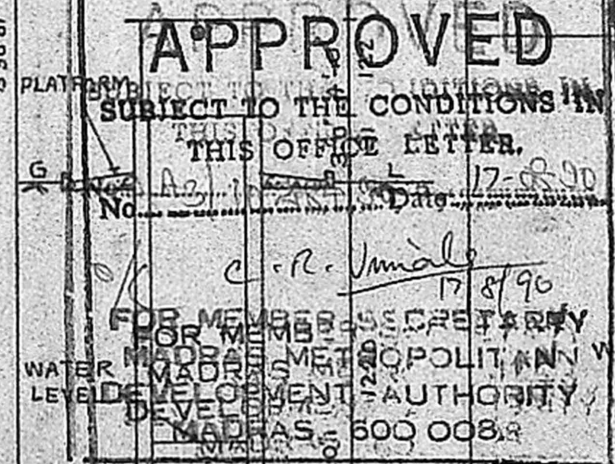 APPROVED
PLATFORM
SUBJECT TO THE CONDITIONS IN
THIS OFFICE LETTER.
G
No. Date 17-08-90
C. R.
17/8/90
FOR MEMBER SECRETARY
MADRAS METROPOLITAN
WATER
LEVEL DEVELOPMENT AUTHORITY
MADRAS - 600 008.